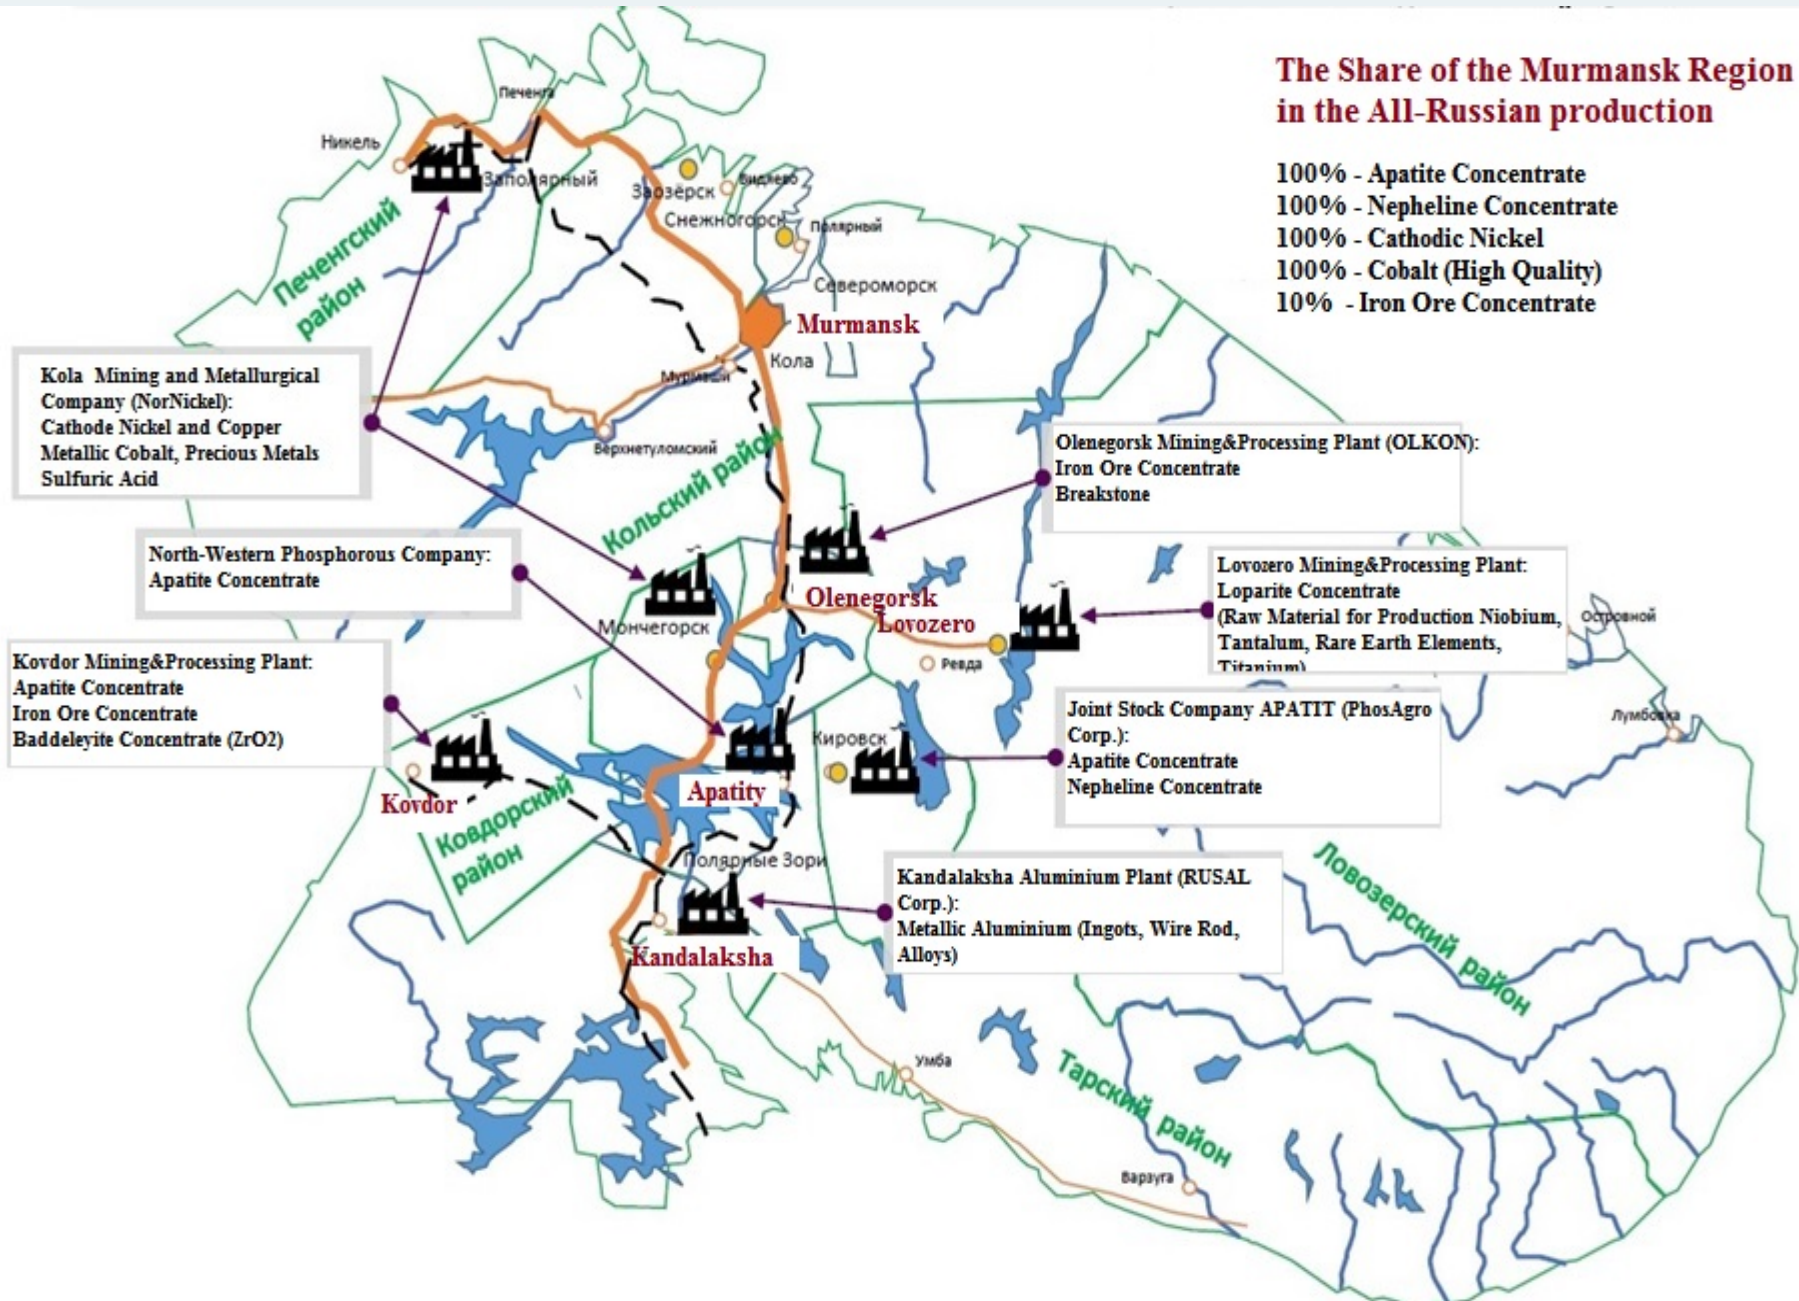 The Share of the Murmansk Region
in the All-Russian production
100% - Apatite Concentrate
100% - Nepheline Concentrate
100% - Cathodic Nickel
100% - Cobalt (High Quality)
10% - Iron Ore Concentrate
Печенга
Никель
Заполярный
Заозёрск
Видяево
Снежногорск
Полярный
Печенгский
район
Североморск
Murmansk
Кола
Мурмаши
Верхнетуломский
Кольский район
Kola Mining and Metallurgical
Company (NorNickel):
Cathode Nickel and Copper
Metallic Cobalt, Precious Metals
Sulfuric Acid
Olenegorsk Mining&Processing Plant (OLKON):
Iron Ore Concentrate
Breakstone
North-Western Phosphorous Company:
Apatite Concentrate
Lovozero Mining&Processing Plant:
Loparite Concentrate
(Raw Material for Production Niobium,
Tantalum, Rare Earth Elements,
Titanium)
Островной
Olenegorsk
Lovozero
Мончегорск
Ревда
Kovdor Mining&Processing Plant:
Apatite Concentrate
Iron Ore Concentrate
Baddeleyite Concentrate (ZrO2)
Joint Stock Company APATIT (PhosAgro
Corp.):
Apatite Concentrate
Nepheline Concentrate
Лумбовка
Кировск
Apatity
Kovdor
Ковдорский
район
Полярные Зори
Kandalaksha Aluminium Plant (RUSAL
Corp.):
Metallic Aluminium (Ingots, Wire Rod,
Alloys)
Kandalaksha
Ловозерский район
Умба
Тарский район
Варзуга